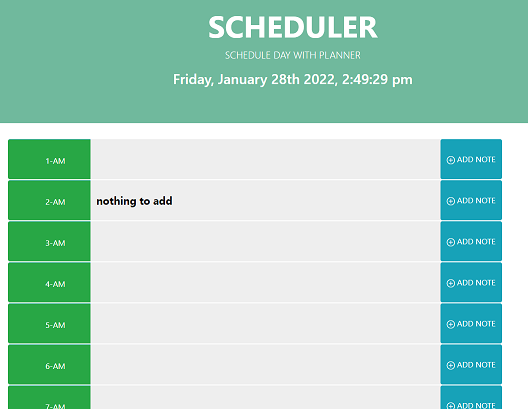 SCHEDULER
SCHEDULE DAY WITH PLANNER
Friday, January 28th 2022, 2:49:29 pm
1-AM ADD NOTE
2-AM nothing to add ADD NOTE
3-AM ADD NOTE
4-AM ADD NOTE
5-AM ADD NOTE
6-AM ADD NOTE
7-AM ADD NOTE